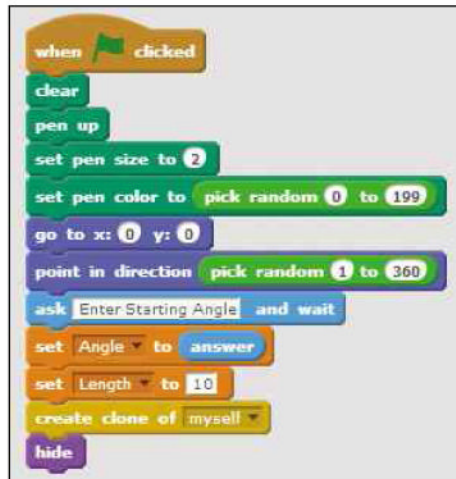 when clicked
clear
pen up
set pen size to 2
set pen color to pick random 0 to 199
go to x: 0 y: 0
point in direction pick random 1 to 360
ask Enter Starting Angle and wait
set Angle to answer
set Length to 10
create clone of myself
hide